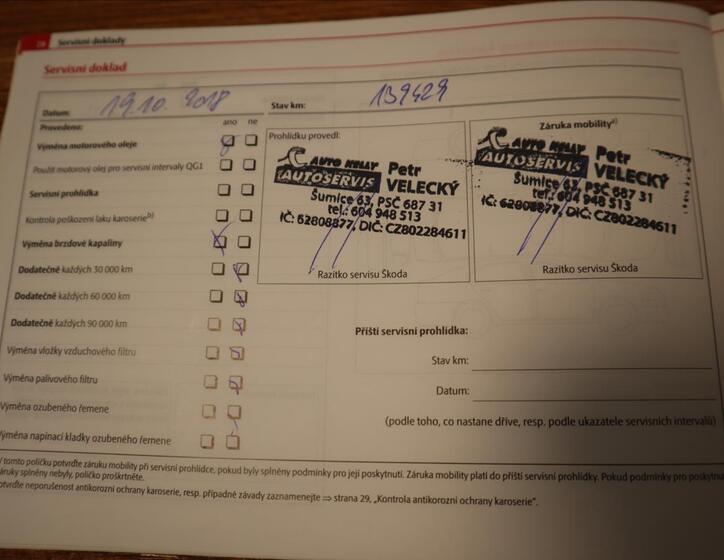 28 Servisní doklady
Servisní doklad
Datum: 19.10. 2018 Stav km: 139429
Provedeno: ano ne
Výměna motorového oleje
Použit motorový olej pro servisní intervaly QG1
Servisní prohlídka
Kontrola poškození laku karoserie b)
Výměna brzdové kapaliny
Dodatečně každých 30 000 km
Dodatečně každých 60 000 km
Dodatečně každých 90 000 km
Výměna vložky vzduchového filtru
Výměna palivového filtru
Výměna ozubeného řemene
Výměna napínací kladky ozubeného řemene
Prohlídku provedl:
AUTO KELLY
AUTOSERVIS
Petr
VELECKÝ
Šumice 63, PSČ 687 31
tel.: 604 948 513
IČ: 62808877, DIČ: CZ802284611
Razítko servisu Škoda
Záruka mobility a)
AUTO KELLY
AUTOSERVIS
Petr
VELECKÝ
Šumice 63, PSČ 687 31
tel.: 604 948 513
IČ: 62808877, DIČ: CZ802284611
Razítko servisu Škoda
Příští servisní prohlídka:
Stav km:
Datum:
(podle toho, co nastane dříve, resp. podle ukazatele servisních intervalů)
tomto políčku potvrďte záruku mobility při servisní prohlídce, pokud byly splněny podmínky pro její poskytnutí. Záruka mobility platí do příští servisní prohlídky. Pokud podmínky pro poskytnu
áruky splněny nebyly, políčko proškrtněte.
otvrďte neporušenost antikorozní ochrany karoserie, resp. případné závady zaznamenejte ⇒ strana 29, „Kontrola antikorozní ochrany karoserie“.